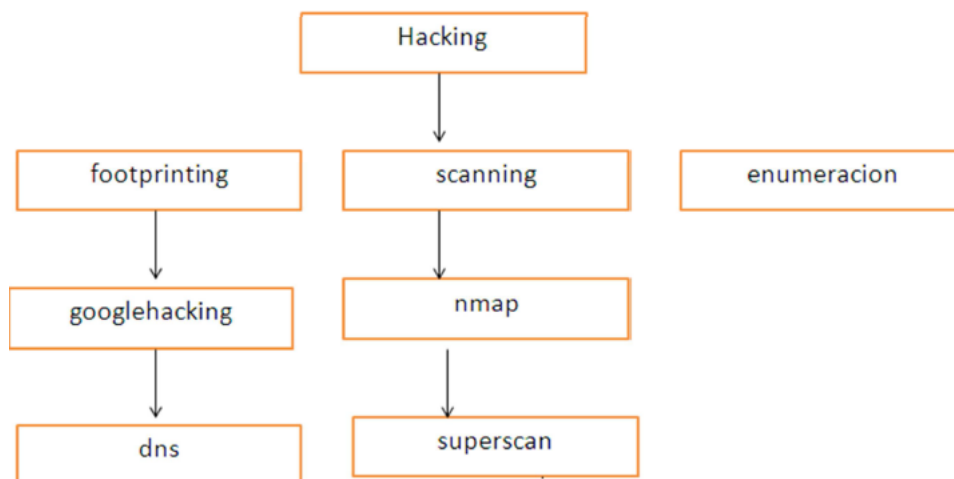 Hacking
footprinting
scanning
enumeracion
googlehacking
nmap
dns
superscan